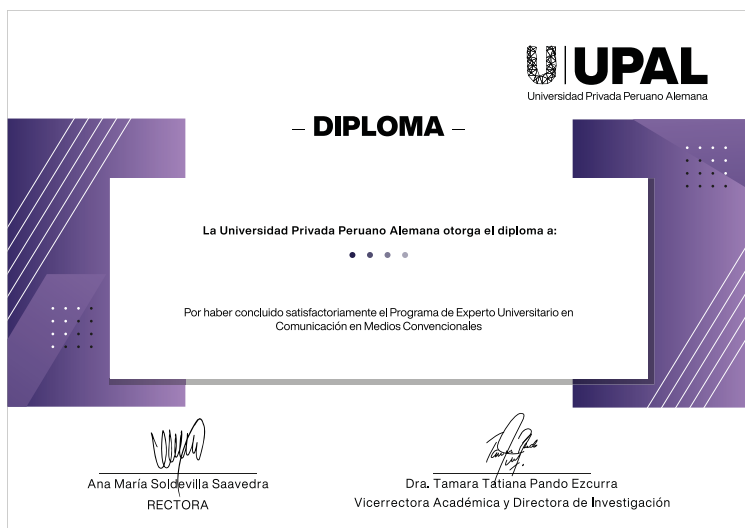 UPAL
Universidad Privada Peruano Alemana
– DIPLOMA –
La Universidad Privada Peruano Alemana otorga el diploma a:
Por haber concluido satisfactoriamente el Programa de Experto Universitario en
Comunicación en Medios Convencionales
Ana María Soldevilla Saavedra
RECTORA
Dra. Tamara Tatiana Pando Ezcurra
Vicerrectora Académica y Directora de Investigación